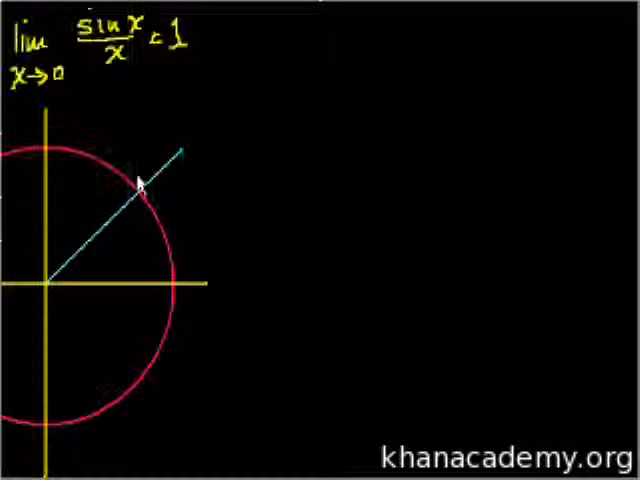 lim sin x / x = 1
x→0
khanacademy.org